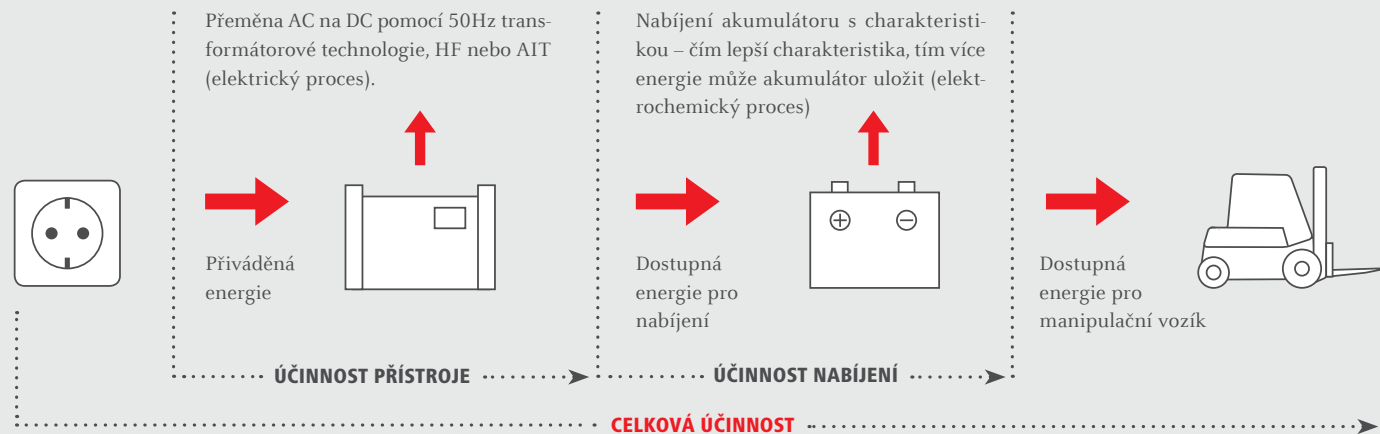 Přeměna AC na DC pomocí 50Hz trans-
formátorové technologie, HF nebo AIT
(elektrický proces).
Nabíjení akumulátoru s charakteristi-
kou – čím lepší charakteristika, tím více
energie může akumulátor uložit (elekt-
rochemický proces)
Přiváděná
energie
Dostupná
energie pro
nabíjení
Dostupná
energie pro
manipulační vozík
ÚČINNOST PŘÍSTROJE
ÚČINNOST NABÍJENÍ
CELKOVÁ ÚČINNOST